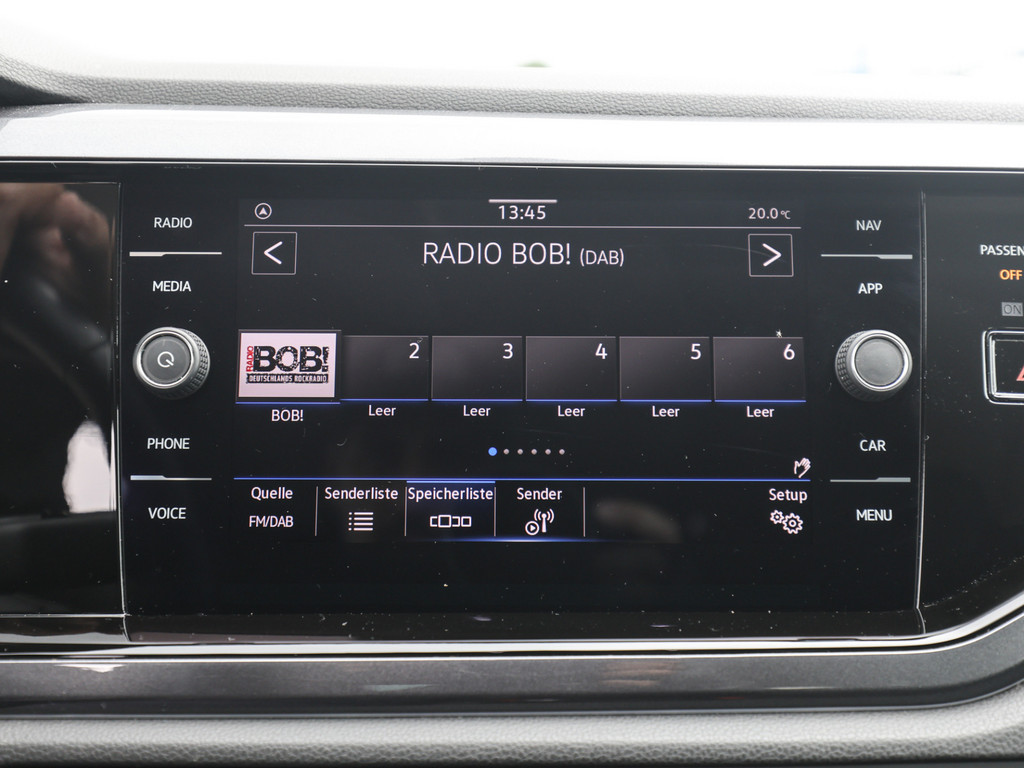 RADIO
MEDIA
PHONE
VOICE
13:45
20.0°C
< RADIO BOB! (DAB) >
RADIO BOB!
DEUTSCHLANDS ROCKRADIO
2
3
4
5
6
BOB!
Leer
Leer
Leer
Leer
Leer
Quelle
FM/DAB
Senderliste
Speicherliste
Sender
Setup
NAV
APP
CAR
MENU
PASSEN
OFF
ON